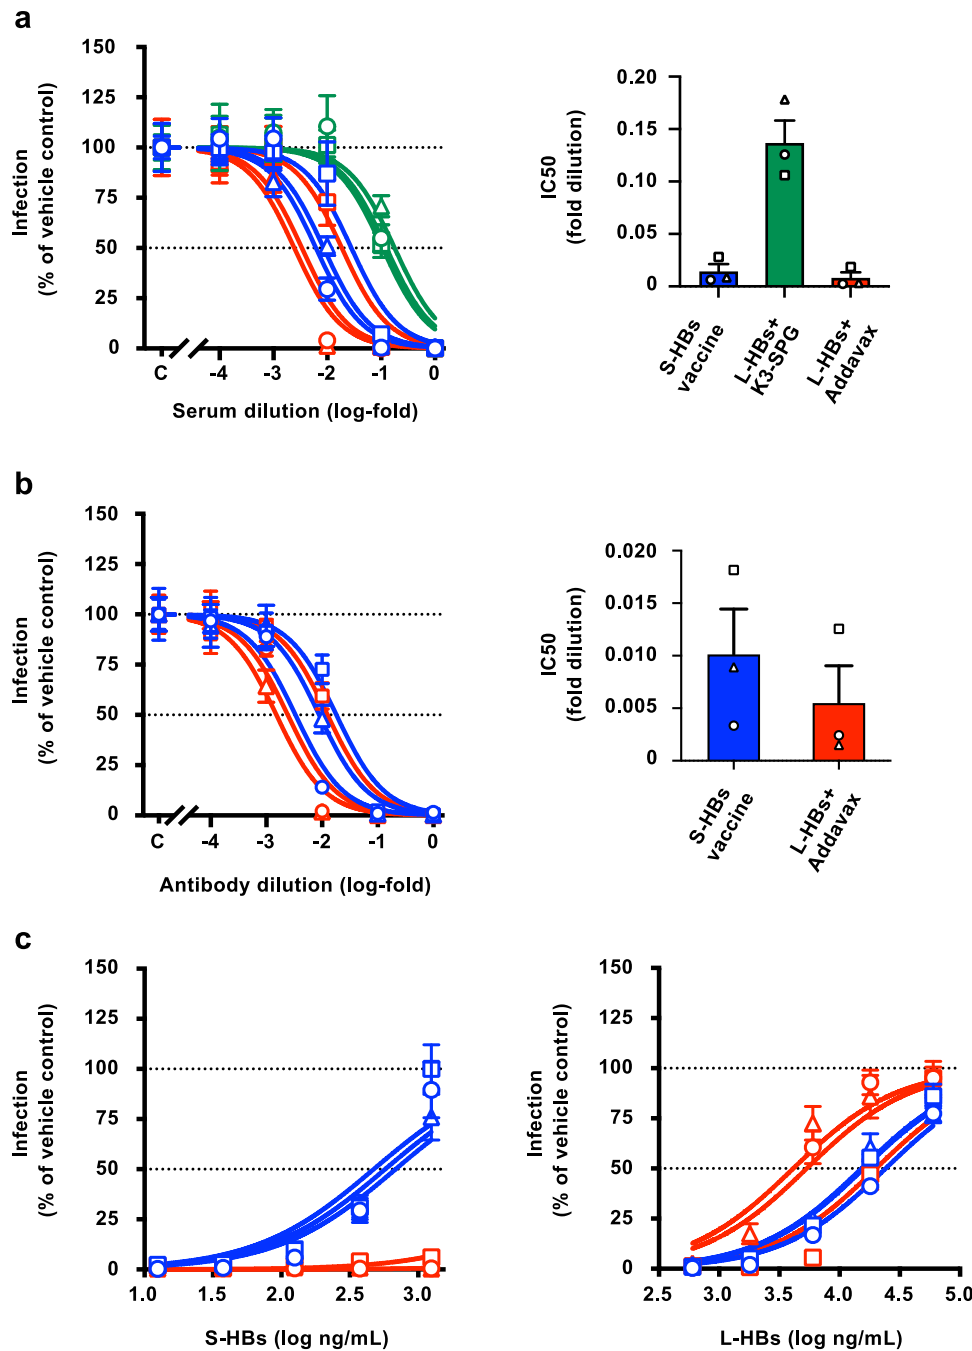 a
Infection
(% of vehicle control)
150
125
100
75
50
25
0
C
-4
-3
-2
-1
0
Serum dilution (log-fold)
IC50
(fold dilution)
0.20
0.15
0.10
0.05
0
S-HBs
vaccine
L-HBs+
K3-SPG
L-HBs+
Addavax
b
Infection
(% of vehicle control)
150
125
100
75
50
25
0
C
-4
-3
-2
-1
0
Antibody dilution (log-fold)
IC50
(fold dilution)
0.020
0.015
0.010
0.005
0
S-HBs
vaccine
L-HBs+
Addavax
c
Infection
(% of vehicle control)
150
125
100
75
50
25
0
1.0
1.5
2.0
2.5
3.0
S-HBs (log ng/mL)
Infection
(% of vehicle control)
150
125
100
75
50
25
0
2.5
3.0
3.5
4.0
4.5
5.0
L-HBs (log ng/mL)